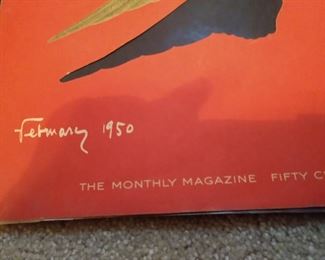 February 1950
THE MONTHLY MAGAZINE FIFTY C